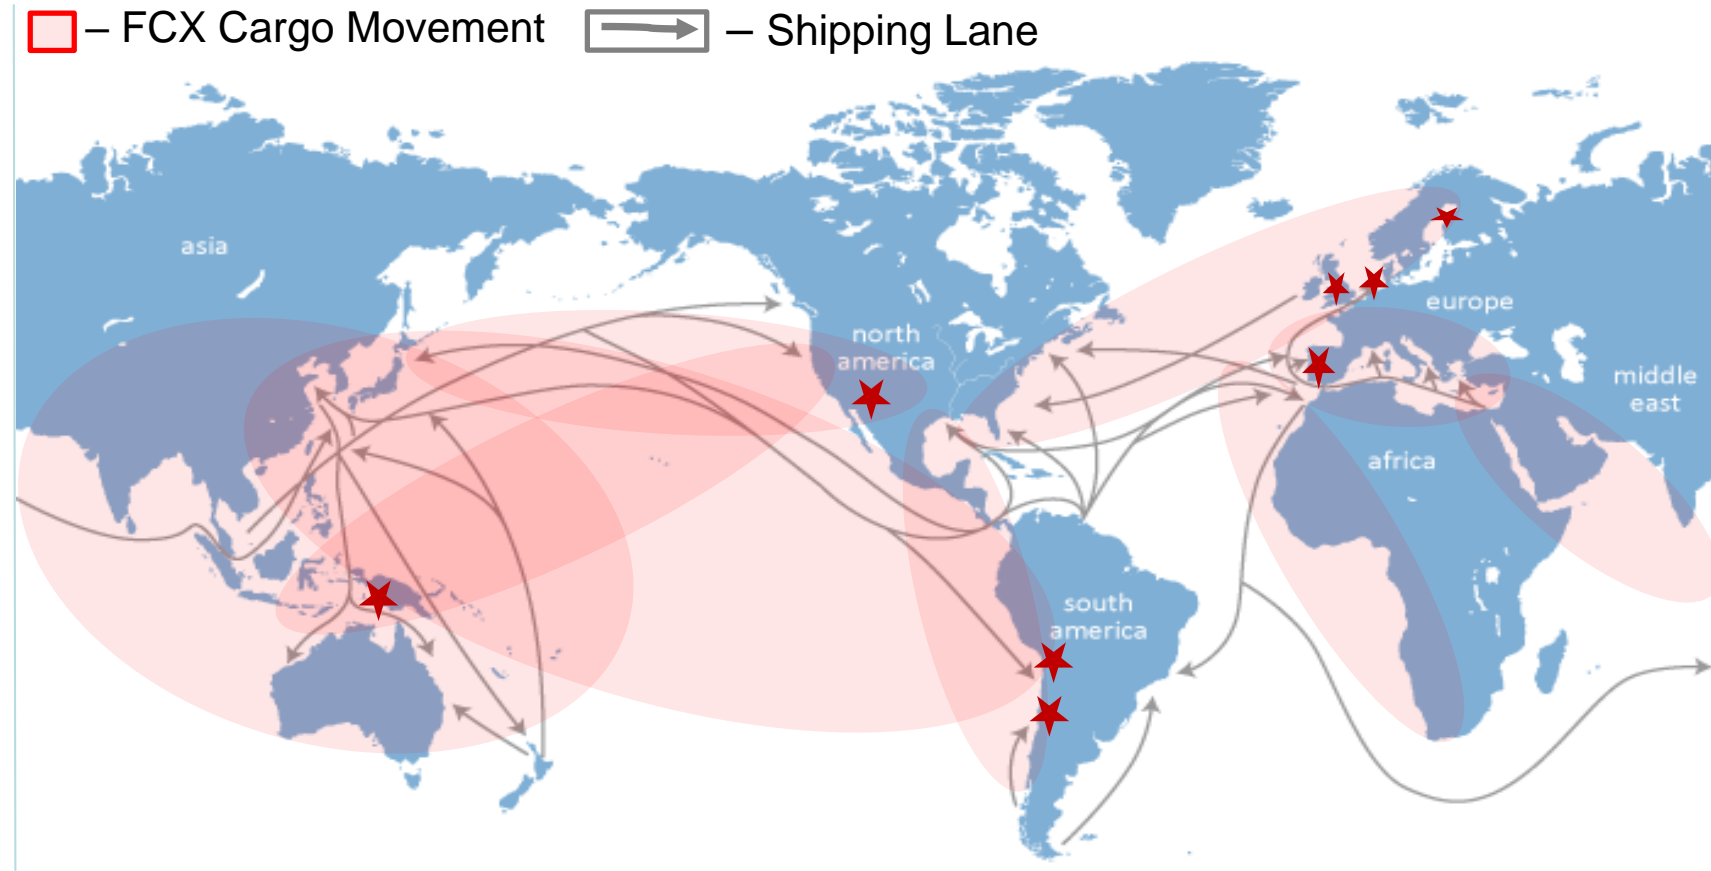 – FCX Cargo Movement
– Shipping Lane
asia
north
america
europe
middle
east
africa
south
america